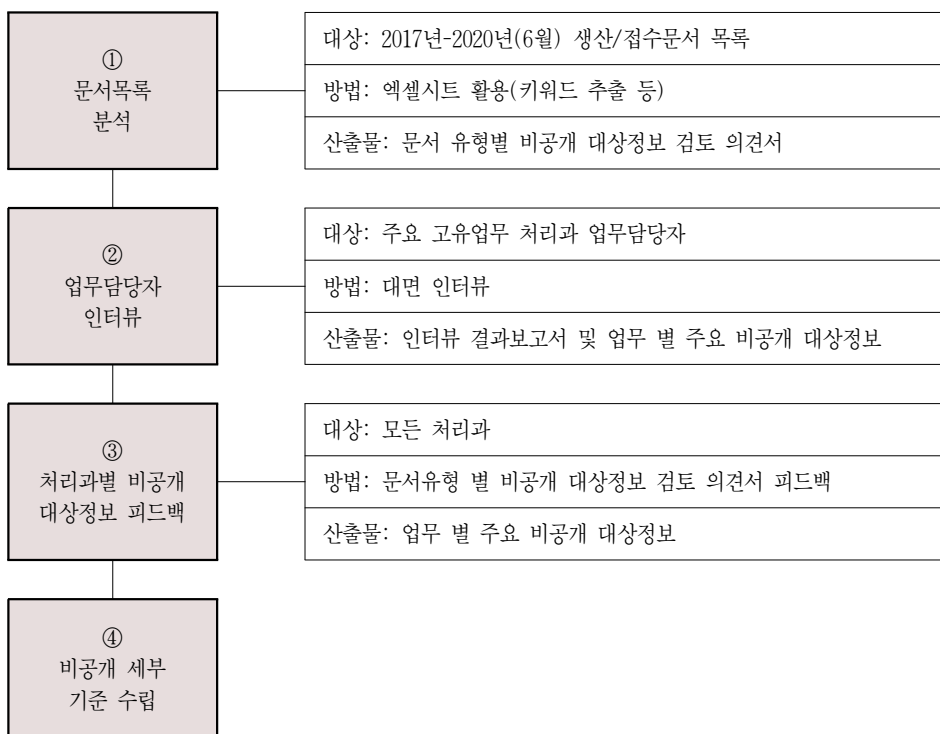 ①
문서목록
분석
대상: 2017년-2020년(6월) 생산/접수문서 목록
방법: 엑셀시트 활용(키워드 추출 등)
산출물: 문서 유형별 비공개 대상정보 검토 의견서
②
업무담당자
인터뷰
대상: 주요 고유업무 처리과 업무담당자
방법: 대면 인터뷰
산출물: 인터뷰 결과보고서 및 업무 별 주요 비공개 대상정보
③
처리과별 비공개
대상정보 피드백
대상: 모든 처리과
방법: 문서유형 별 비공개 대상정보 검토 의견서 피드백
산출물: 업무 별 주요 비공개 대상정보
④
비공개 세부
기준 수립